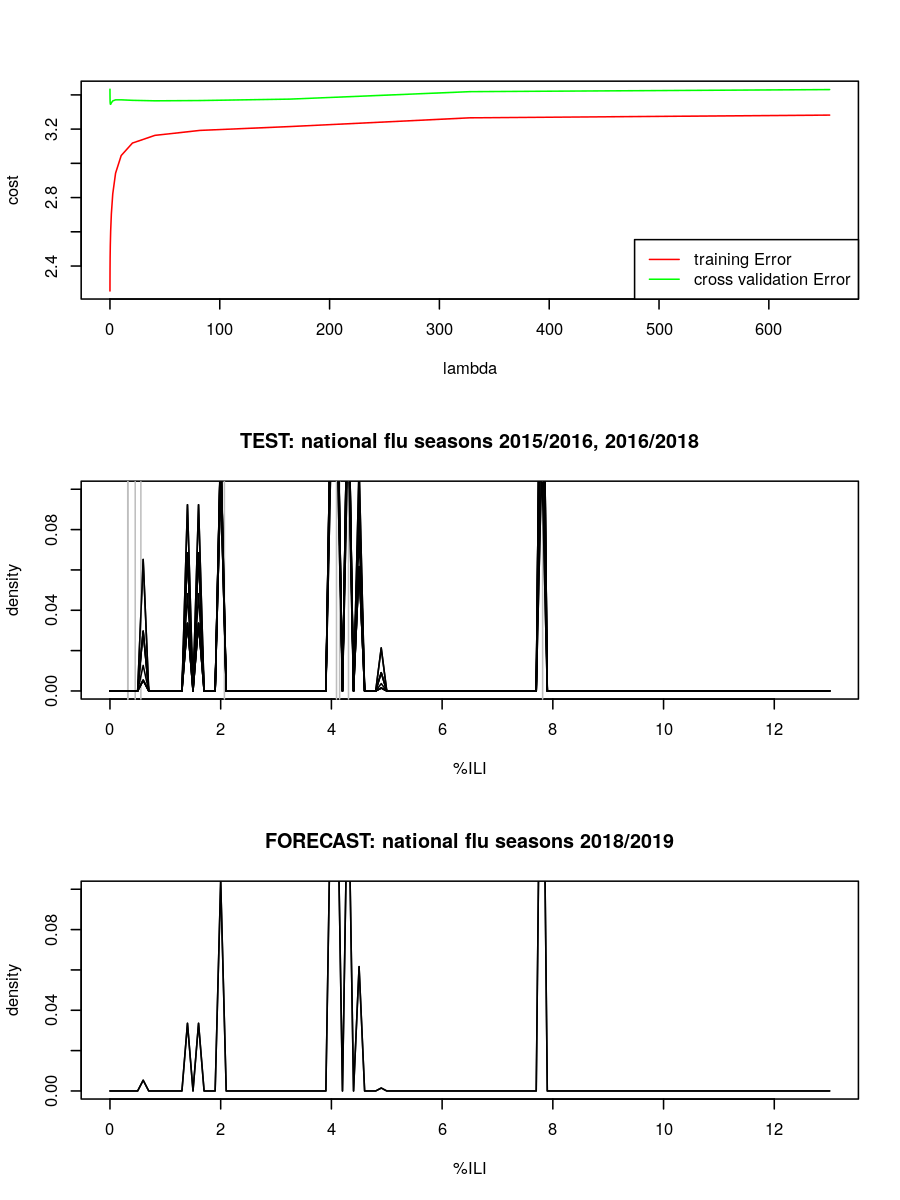 cost
2.4 2.8 3.2
training Error
cross validation Error
0 100 200 300 400 500 600
lambda
TEST: national flu seasons 2015/2016, 2016/2018
density
0.00 0.04 0.08
0 2 4 6 8 10 12
%ILI
FORECAST: national flu seasons 2018/2019
density
0.00 0.04 0.08
0 2 4 6 8 10 12
%ILI